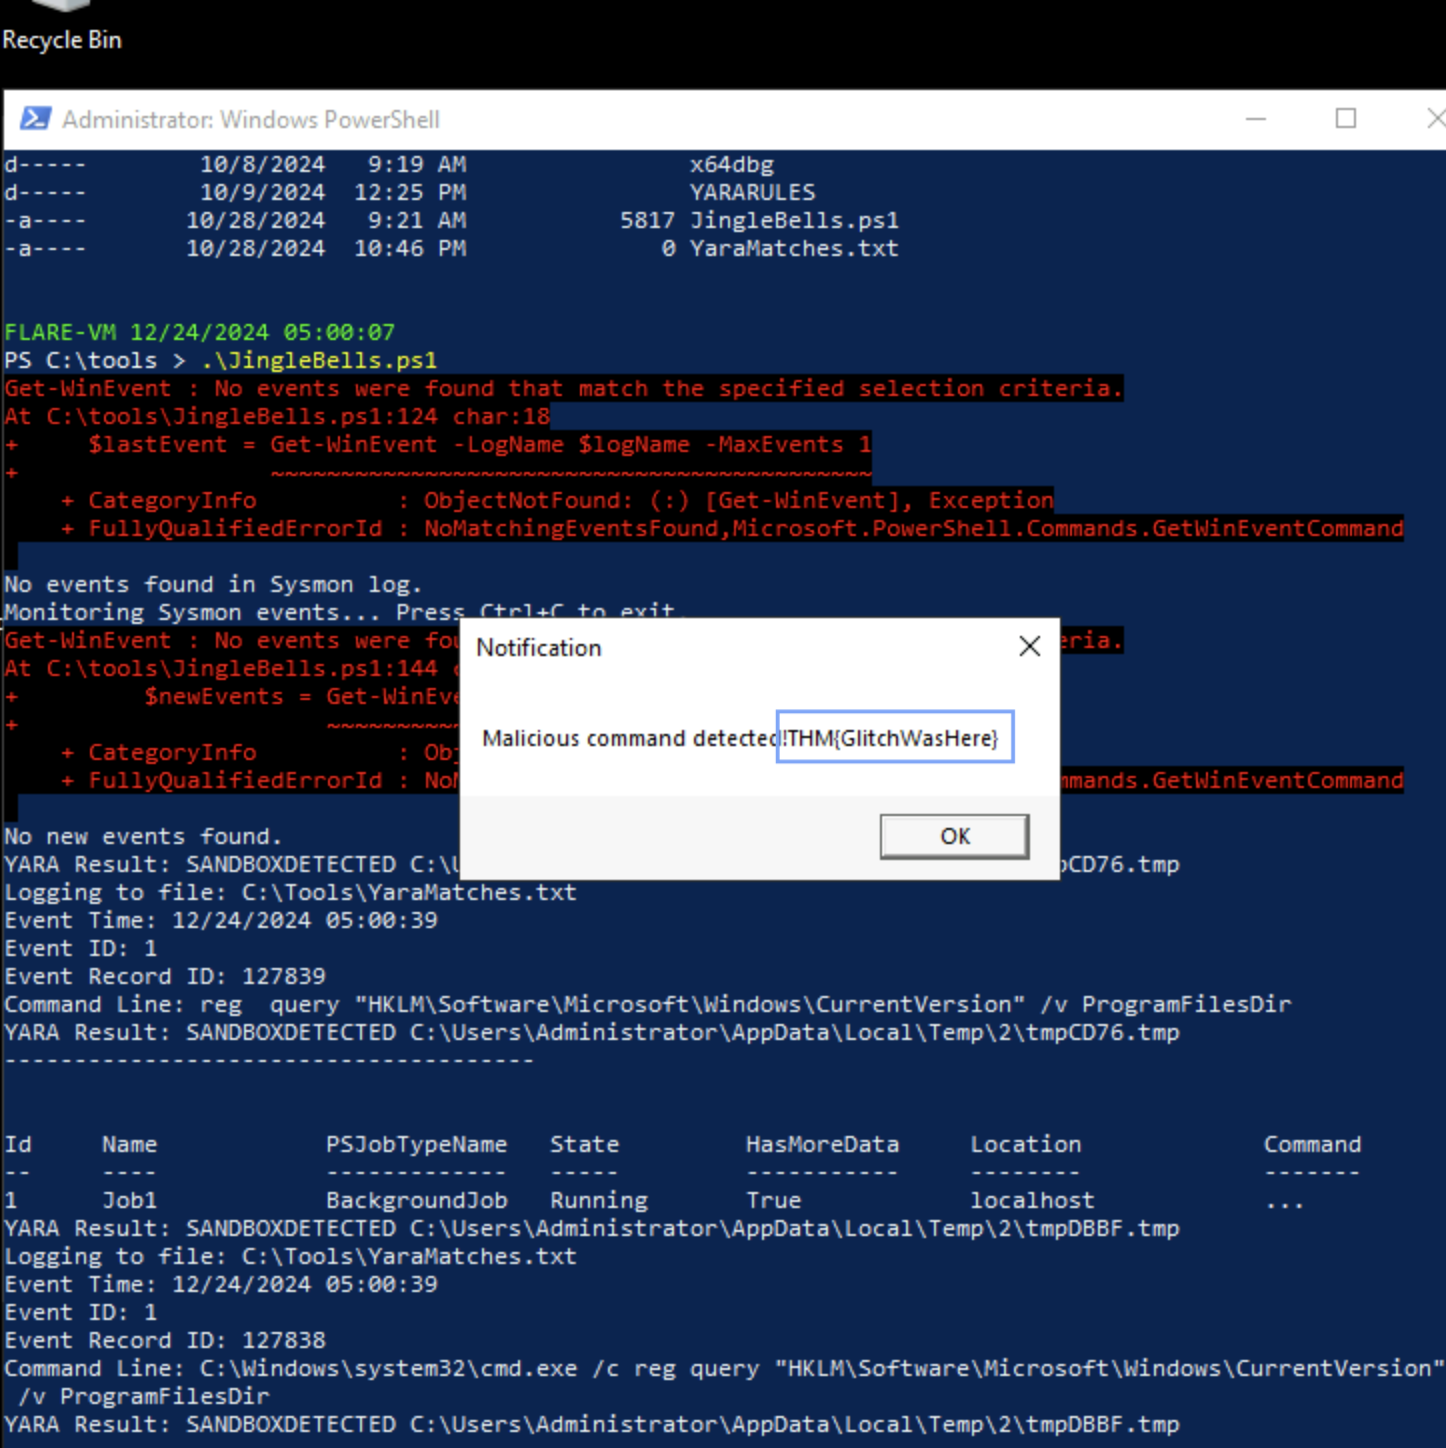 Recycle Bin
Administrator: Windows PowerShell
d----- 10/8/2024 9:19 AM x64dbg
d----- 10/9/2024 12:25 PM YARARULES
-a---- 10/28/2024 9:21 AM 5817 JingleBells.ps1
-a---- 10/28/2024 10:46 PM 0 YaraMatches.txt
FLARE-VM 12/24/2024 05:00:07
PS C:\tools > .\JingleBells.ps1
Get-WinEvent : No events were found that match the specified selection criteria.
At C:\tools\JingleBells.ps1:124 char:18
+ $lastEvent = Get-WinEvent -LogName $logName -MaxEvents 1
+ ~~~~~~~~~~~~~~~~~~~~~~~~~~~~~~~~~~~~~~~~~~~
+ CategoryInfo : ObjectNotFound: (:) [Get-WinEvent], Exception
+ FullyQualifiedErrorId : NoMatchingEventsFound,Microsoft.PowerShell.Commands.GetWinEventCommand
No events found in Sysmon log.
Monitoring Sysmon events... Press Ctrl+C to exit.
Get-WinEvent : No events were fou eria.
At C:\tools\JingleBells.ps1:144
+ $newEvents = Get-WinEve
+ ~~~~~~~~~~
+ CategoryInfo : Obj
+ FullyQualifiedErrorId : NoM mmands.GetWinEventCommand
Notification
Malicious command detected!THM{GlitchWasHere}
OK
No new events found.
YARA Result: SANDBOXDETECTED C:\U pCD76.tmp
Logging to file: C:\Tools\YaraMatches.txt
Event Time: 12/24/2024 05:00:39
Event ID: 1
Event Record ID: 127839
Command Line: reg  query "HKLM\Software\Microsoft\Windows\CurrentVersion" /v ProgramFilesDir
YARA Result: SANDBOXDETECTED C:\Users\Administrator\AppData\Local\Temp\2\tmpCD76.tmp
--------------------------------------
Id Name PSJobTypeName State HasMoreData Location Command
-- ---- ------------- ----- ----------- -------- -------
1 Job1 BackgroundJob Running True localhost ...
YARA Result: SANDBOXDETECTED C:\Users\Administrator\AppData\Local\Temp\2\tmpDBBF.tmp
Logging to file: C:\Tools\YaraMatches.txt
Event Time: 12/24/2024 05:00:39
Event ID: 1
Event Record ID: 127838
Command Line: C:\Windows\system32\cmd.exe /c reg query "HKLM\Software\Microsoft\Windows\CurrentVersion"
/v ProgramFilesDir
YARA Result: SANDBOXDETECTED C:\Users\Administrator\AppData\Local\Temp\2\tmpDBBF.tmp